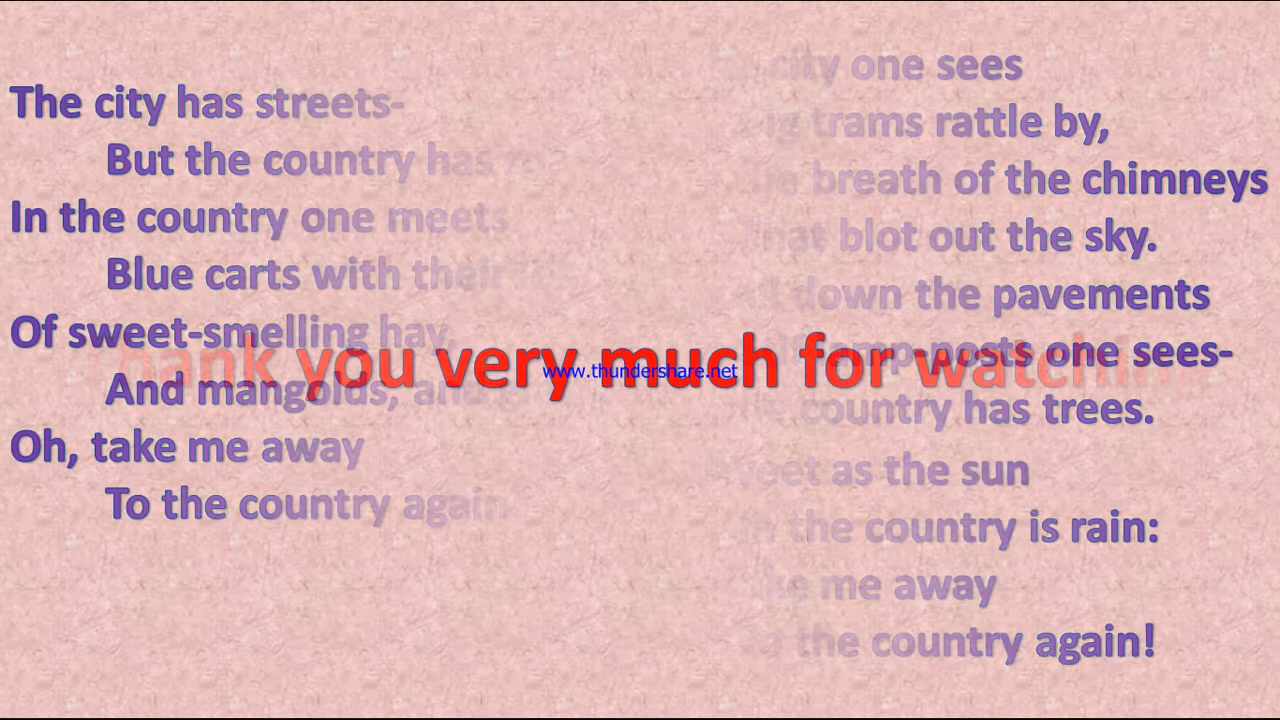 The city has streets-
But the country has
In the country one meets
Blue carts with their
Of sweet-smelling hay,
And mangolds, and
Oh, take me away
To the country again
city one sees
trams rattle by,
breath of the chimneys
That blot out the sky.
down the pavements
lamp-posts one sees-
country has trees.
as the sun
the country is rain:
me away
To the country again!
Thank you very much for
www.thundershare.net